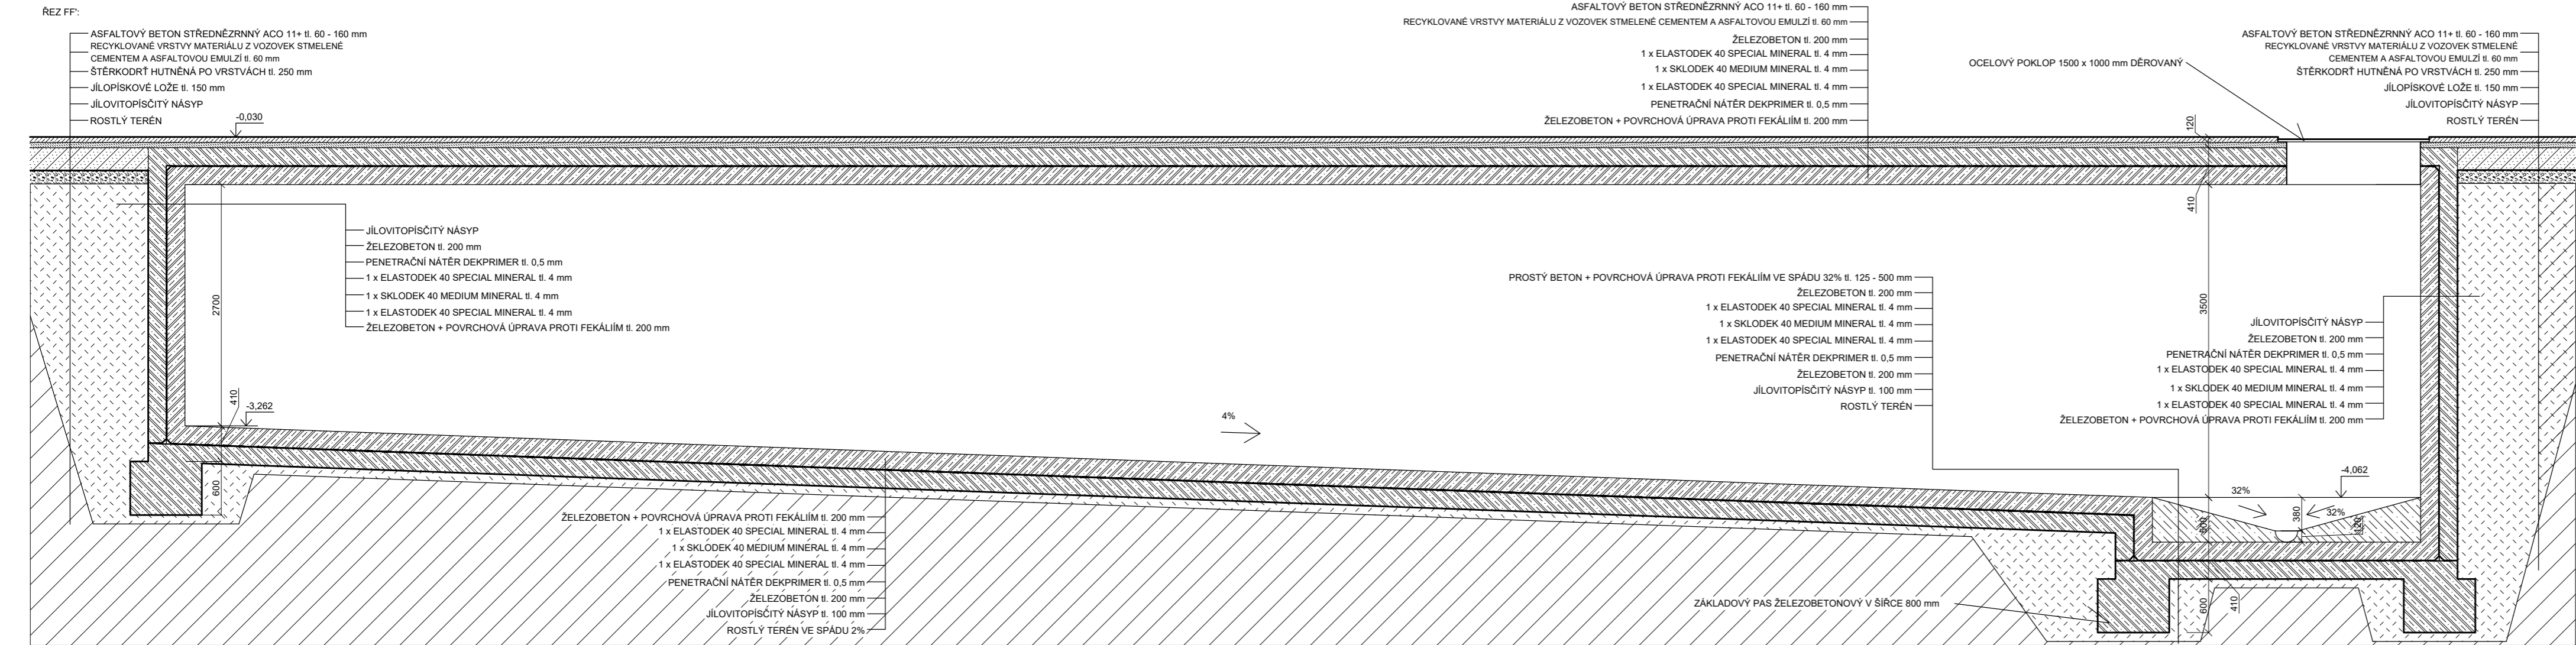 ŘEZ FF':
ASFALTOVÝ BETON STŘEDNĚZRNNÝ ACO 11+ tl. 60 - 160 mm
RECYKLOVANÉ VRSTVY MATERIÁLU Z VOZOVEK STMELENÉ
CEMENTEM A ASFALTOVOU EMULZÍ tl. 60 mm
ŠTĚRKODRŤ HUTNĚNÁ PO VRSTVÁCH tl. 250 mm
JÍLOPÍSKOVÉ LOŽE tl. 150 mm
JÍLOVITOPÍSČITÝ NÁSYP
ROSTLÝ TERÉN
-0,030
ASFALTOVÝ BETON STŘEDNĚZRNNÝ ACO 11+ tl. 60 - 160 mm
RECYKLOVANÉ VRSTVY MATERIÁLU Z VOZOVEK STMELENÉ CEMENTEM A ASFALTOVOU EMULZÍ tl. 60 mm
ŽELEZOBETON tl. 200 mm
1 x ELASTODEK 40 SPECIAL MINERAL tl. 4 mm
1 x SKLODEK 40 MEDIUM MINERAL tl. 4 mm
1 x ELASTODEK 40 SPECIAL MINERAL tl. 4 mm
PENETRAČNÍ NÁTĚR DEKPRIMER tl. 0,5 mm
ŽELEZOBETON + POVRCHOVÁ ÚPRAVA PROTI FEKÁLIÍM tl. 200 mm
OCELOVÝ POKLOP 1500 x 1000 mm DĚROVANÝ
ASFALTOVÝ BETON STŘEDNĚZRNNÝ ACO 11+ tl. 60 - 160 mm
RECYKLOVANÉ VRSTVY MATERIÁLU Z VOZOVEK STMELENÉ
CEMENTEM A ASFALTOVOU EMULZÍ tl. 60 mm
ŠTĚRKODRŤ HUTNĚNÁ PO VRSTVÁCH tl. 250 mm
JÍLOPÍSKOVÉ LOŽE tl. 150 mm
JÍLOVITOPÍSČITÝ NÁSYP
ROSTLÝ TERÉN
120
410
JÍLOVITOPÍSČITÝ NÁSYP
ŽELEZOBETON tl. 200 mm
PENETRAČNÍ NÁTĚR DEKPRIMER tl. 0,5 mm
1 x ELASTODEK 40 SPECIAL MINERAL tl. 4 mm
1 x SKLODEK 40 MEDIUM MINERAL tl. 4 mm
1 x ELASTODEK 40 SPECIAL MINERAL tl. 4 mm
ŽELEZOBETON + POVRCHOVÁ ÚPRAVA PROTI FEKÁLIÍM tl. 200 mm
2700
410
-3,262
600
4%
PROSTÝ BETON + POVRCHOVÁ ÚPRAVA PROTI FEKÁLIÍM VE SPÁDU 32% tl. 125 - 500 mm
ŽELEZOBETON tl. 200 mm
1 x ELASTODEK 40 SPECIAL MINERAL tl. 4 mm
1 x SKLODEK 40 MEDIUM MINERAL tl. 4 mm
1 x ELASTODEK 40 SPECIAL MINERAL tl. 4 mm
PENETRAČNÍ NÁTĚR DEKPRIMER tl. 0,5 mm
ŽELEZOBETON tl. 200 mm
JÍLOVITOPÍSČITÝ NÁSYP tl. 100 mm
ROSTLÝ TERÉN
3500
JÍLOVITOPÍSČITÝ NÁSYP
ŽELEZOBETON tl. 200 mm
PENETRAČNÍ NÁTĚR DEKPRIMER tl. 0,5 mm
1 x ELASTODEK 40 SPECIAL MINERAL tl. 4 mm
1 x SKLODEK 40 MEDIUM MINERAL tl. 4 mm
1 x ELASTODEK 40 SPECIAL MINERAL tl. 4 mm
ŽELEZOBETON + POVRCHOVÁ ÚPRAVA PROTI FEKÁLIÍM tl. 200 mm
-4,062
32%
32%
380
120
600
ŽELEZOBETON + POVRCHOVÁ ÚPRAVA PROTI FEKÁLIÍM tl. 200 mm
1 x ELASTODEK 40 SPECIAL MINERAL tl. 4 mm
1 x SKLODEK 40 MEDIUM MINERAL tl. 4 mm
1 x ELASTODEK 40 SPECIAL MINERAL tl. 4 mm
PENETRAČNÍ NÁTĚR DEKPRIMER tl. 0,5 mm
ŽELEZOBETON tl. 200 mm
JÍLOVITOPÍSČITÝ NÁSYP tl. 100 mm
ROSTLÝ TERÉN VE SPÁDU 2%
ZÁKLADOVÝ PAS ŽELEZOBETONOVÝ V ŠÍŘCE 800 mm
600
410